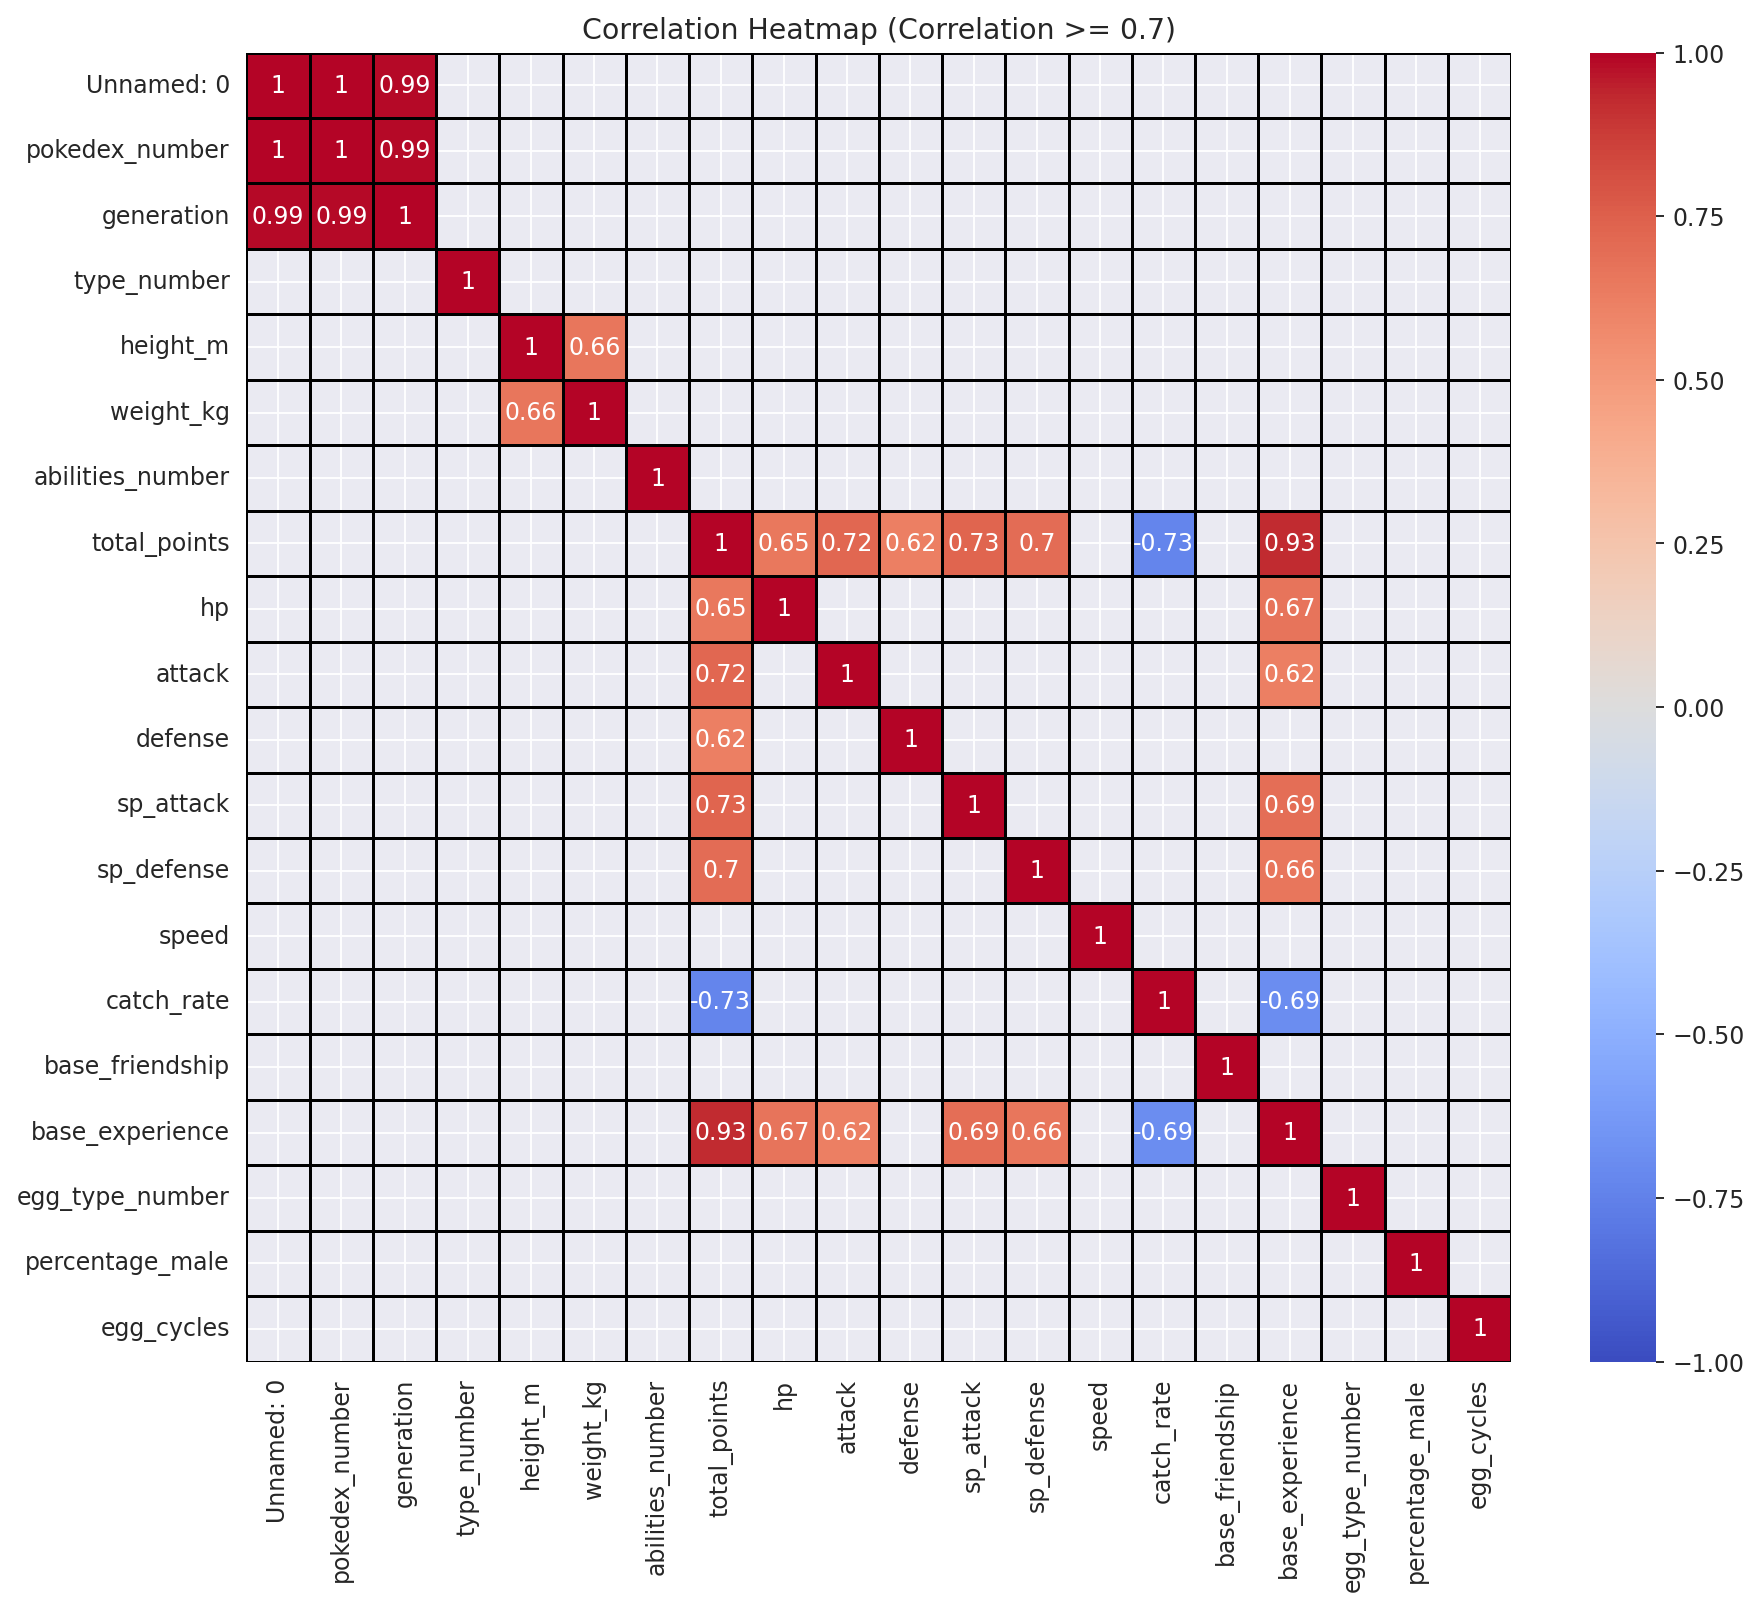 Correlation Heatmap (Correlation >= 0.7)
Unnamed: 0 1 1 0.99
pokedex_number 1 1 0.99
generation 0.99 0.99 1
type_number 1
height_m 1 0.66
weight_kg 0.66 1
abilities_number 1
total_points 1 0.65 0.72 0.62 0.73 0.7 -0.73 0.93
hp 0.65 1 0.67
attack 0.72 1 0.62
defense 0.62 1
sp_attack 0.73 1 0.69
sp_defense 0.7 1 0.66
speed 1
catch_rate -0.73 1 -0.69
base_friendship 1
base_experience 0.93 0.67 0.62 0.69 0.66 -0.69 1
egg_type_number 1
percentage_male 1
egg_cycles 1
Unnamed: 0
pokedex_number
generation
type_number
height_m
weight_kg
abilities_number
total_points
hp
attack
defense
sp_attack
sp_defense
speed
catch_rate
base_friendship
base_experience
egg_type_number
percentage_male
egg_cycles
1.00
0.75
0.50
0.25
0.00
−0.25
−0.50
−0.75
−1.00